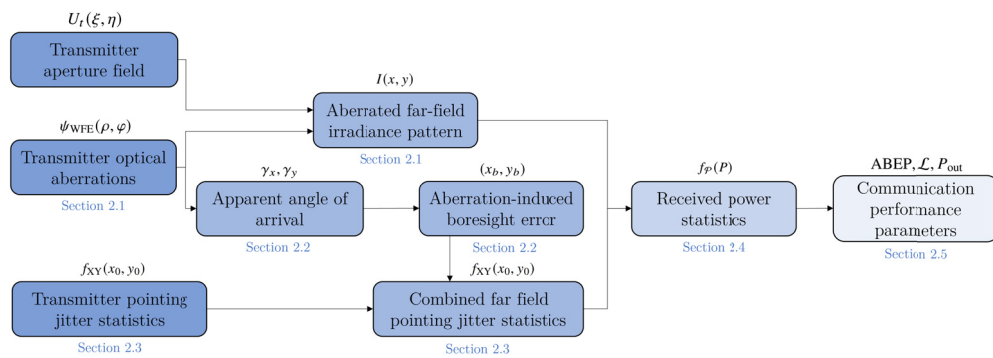 U_t(ξ, η)
Transmitter
aperture field
ψ_WFE(ρ, φ)
Transmitter optical
aberrations
Section 2.1
I(x, y)
Aberrated far-field
irradiance pattern
Section 2.1
γ_x, γ_y
Apparent angle of
arrival
Section 2.2
(x_b, y_b)
Aberration-induced
boresight error
Section 2.2
f_XY(x_0, y_0)
Transmitter pointing
jitter statistics
Section 2.3
f_XY(x_0, y_0)
Combined far field
pointing jitter statistics
Section 2.3
f_𝒫(P)
Received power
statistics
Section 2.4
ABEP, ℒ, P_out
Communication
performance
parameters
Section 2.5